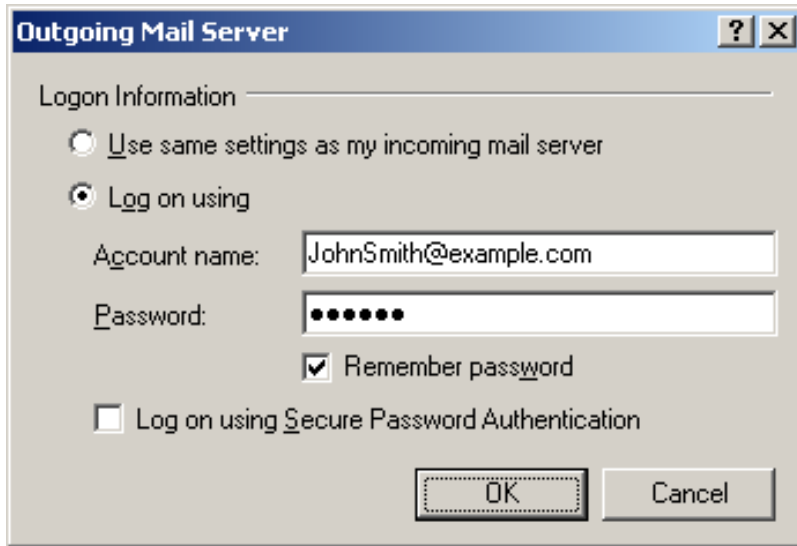 Outgoing Mail Server
Logon Information
Use same settings as my incoming mail server
Log on using
Account name: JohnSmith@example.com
Password: ●●●●●●
Remember password
Log on using Secure Password Authentication
OK Cancel